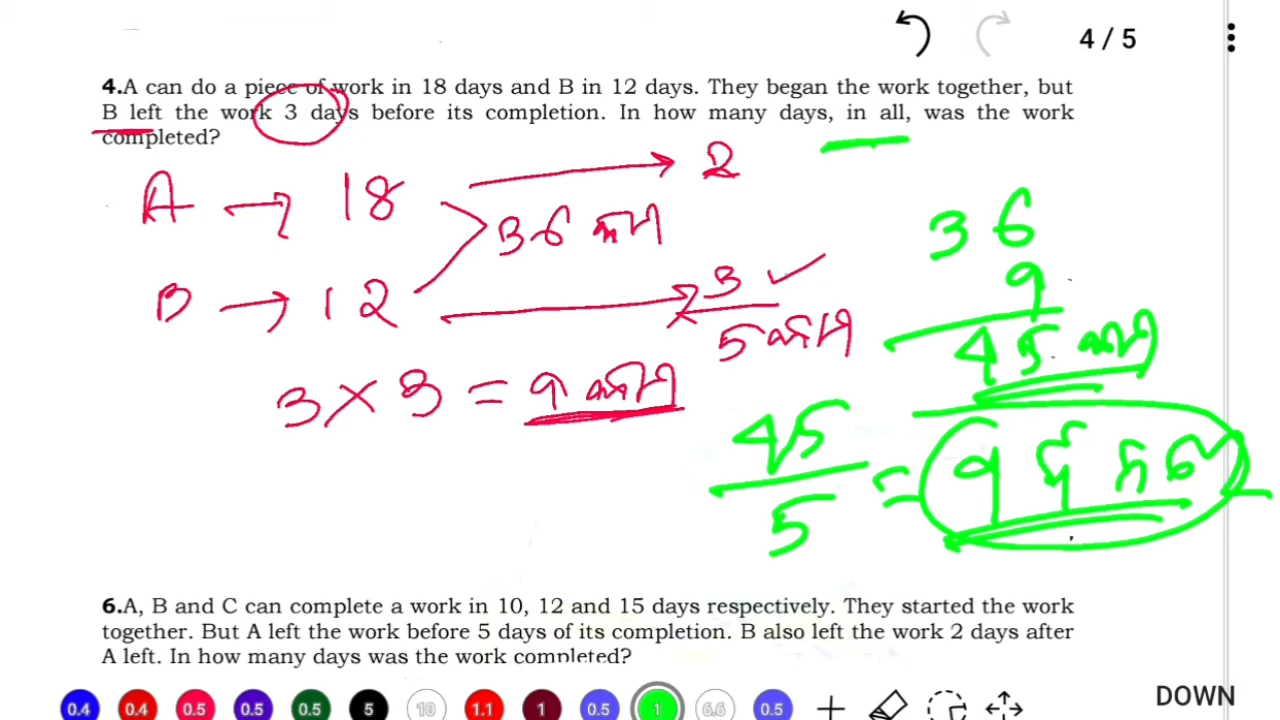 4 / 5
4.A can do a piece of work in 18 days and B in 12 days. They began the work together, but
B left the work 3 days before its completion. In how many days, in all, was the work
completed?
A → 18 → 2
36
B → 12 → 3
5
3 × 3 = 9
36
9
45
45/5 = 9
6.A, B and C can complete a work in 10, 12 and 15 days respectively. They started the work
together. But A left the work before 5 days of its completion. B also left the work 2 days after
A left. In how many days was the work completed?
0.4 0.4 0.5 0.5 0.5 5 10 1.1 1 0.5 1 6.6 0.5
DOWN